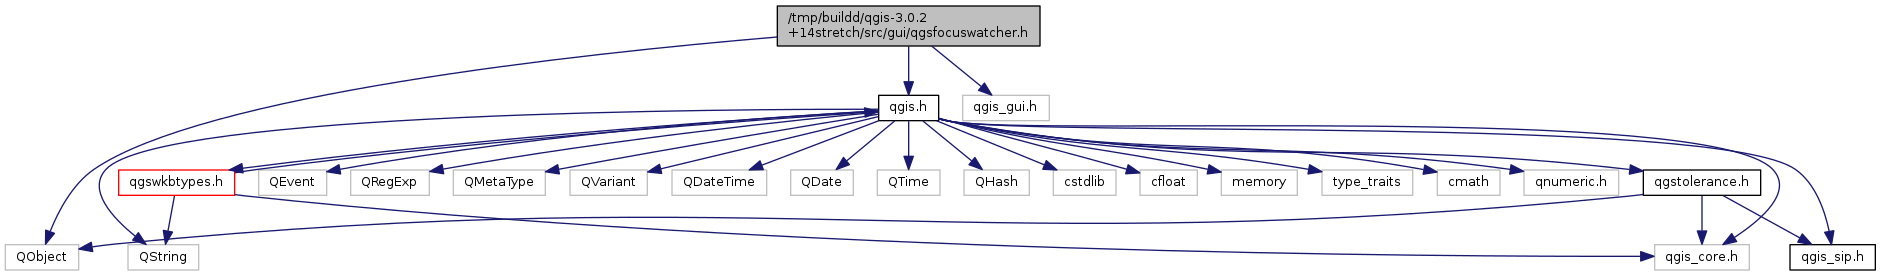 /tmp/buildd/qgis-3.0.2
+14stretch/src/gui/qgsfocuswatcher.h
qgis.h
qgis_gui.h
qgswkbtypes.h
QEvent
QRegExp
QMetaType
QVariant
QDateTime
QDate
QTime
QHash
cstdlib
cfloat
memory
type_traits
cmath
qnumeric.h
qgstolerance.h
QObject
QString
qgis_core.h
qgis_sip.h